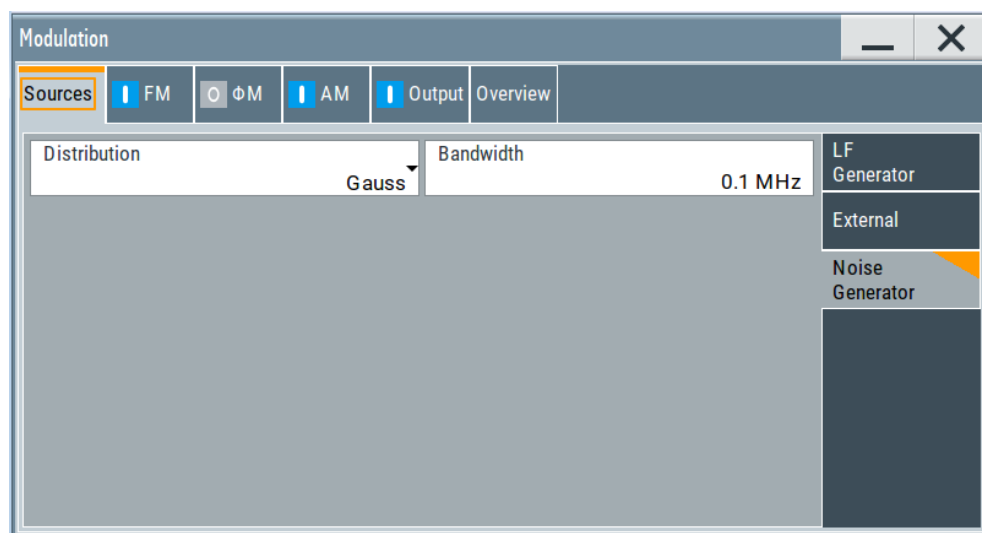 Modulation
Sources FM ΦM AM Output Overview
Distribution
Gauss
Bandwidth
0.1 MHz
LF
Generator
External
Noise
Generator